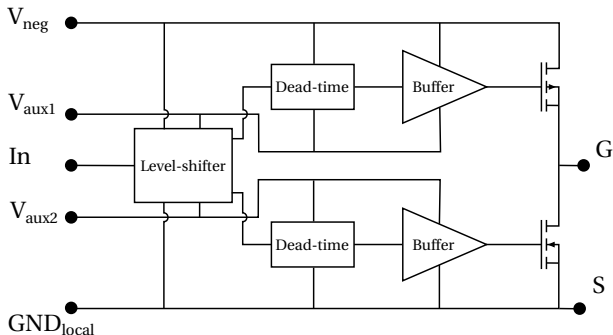 V_neg
Dead-time
Buffer
V_aux1
In
Level-shifter
G
V_aux2
Dead-time
Buffer
S
GND_local